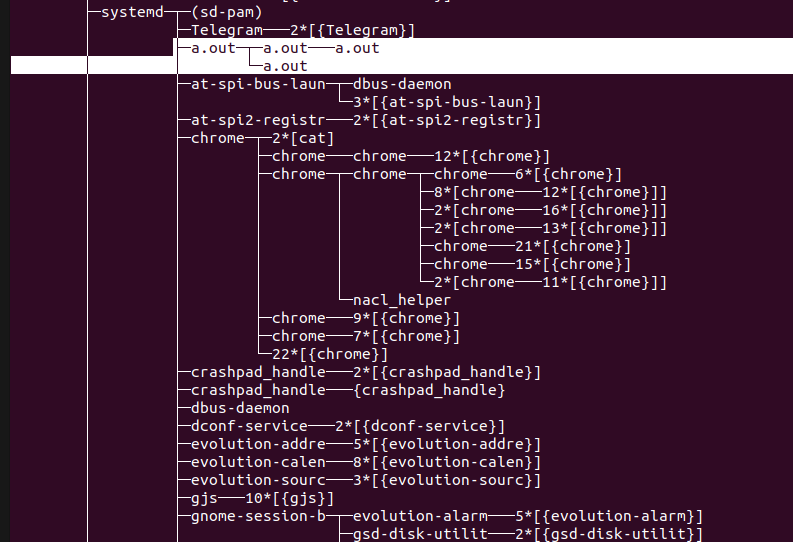 ├─systemd─┬─(sd-pam)
├─Telegram───2*[{Telegram}]
├─a.out─┬─a.out───a.out
└─a.out
├─at-spi-bus-laun─┬─dbus-daemon
└─3*[{at-spi-bus-laun}]
├─at-spi2-registr───2*[{at-spi2-registr}]
├─chrome─┬─2*[cat]
├─chrome───chrome───12*[{chrome}]
├─chrome─┬─chrome─┬─chrome───6*[{chrome}]
├─8*[chrome───12*[{chrome}]]
├─2*[chrome───16*[{chrome}]]
├─2*[chrome───13*[{chrome}]]
├─chrome───21*[{chrome}]
├─chrome───15*[{chrome}]
└─2*[chrome───11*[{chrome}]]
└─nacl_helper
├─chrome───9*[{chrome}]
├─chrome───7*[{chrome}]
└─22*[{chrome}]
├─crashpad_handle───2*[{crashpad_handle}]
├─crashpad_handle───{crashpad_handle}
├─dbus-daemon
├─dconf-service───2*[{dconf-service}]
├─evolution-addre───5*[{evolution-addre}]
├─evolution-calen───8*[{evolution-calen}]
├─evolution-sourc───3*[{evolution-sourc}]
├─gjs───10*[{gjs}]
├─gnome-session-b─┬─evolution-alarm───5*[{evolution-alarm}]
├─gsd-disk-utilit───2*[{gsd-disk-utilit}]